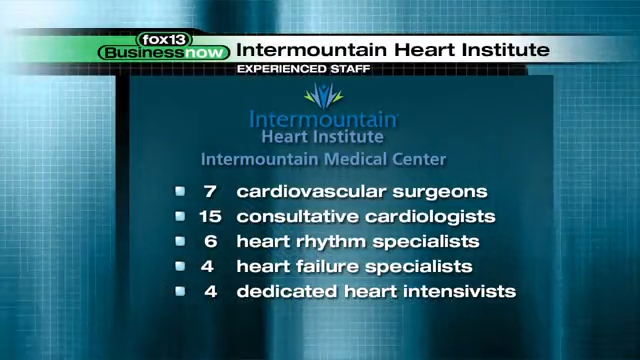 fox13
Businessnow
Intermountain Heart Institute
EXPERIENCED STAFF
Intermountain
Heart Institute
Intermountain Medical Center
7 cardiovascular surgeons
15 consultative cardiologists
6 heart rhythm specialists
4 heart failure specialists
4 dedicated heart intensivists